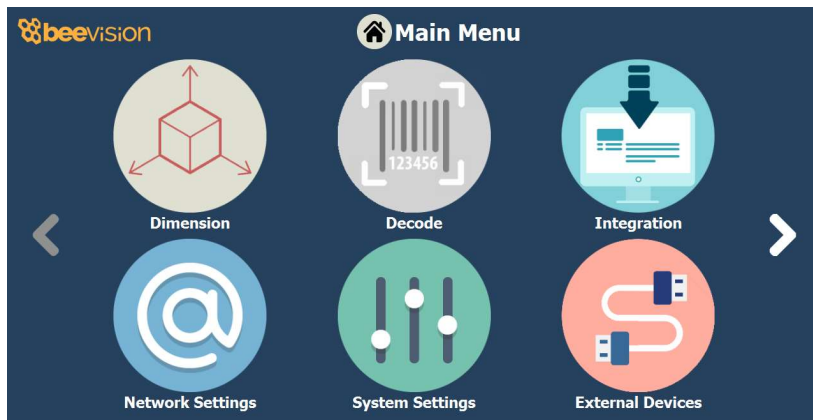 beevision
Main Menu
123456
Dimension
Decode
Integration
Network Settings
System Settings
External Devices